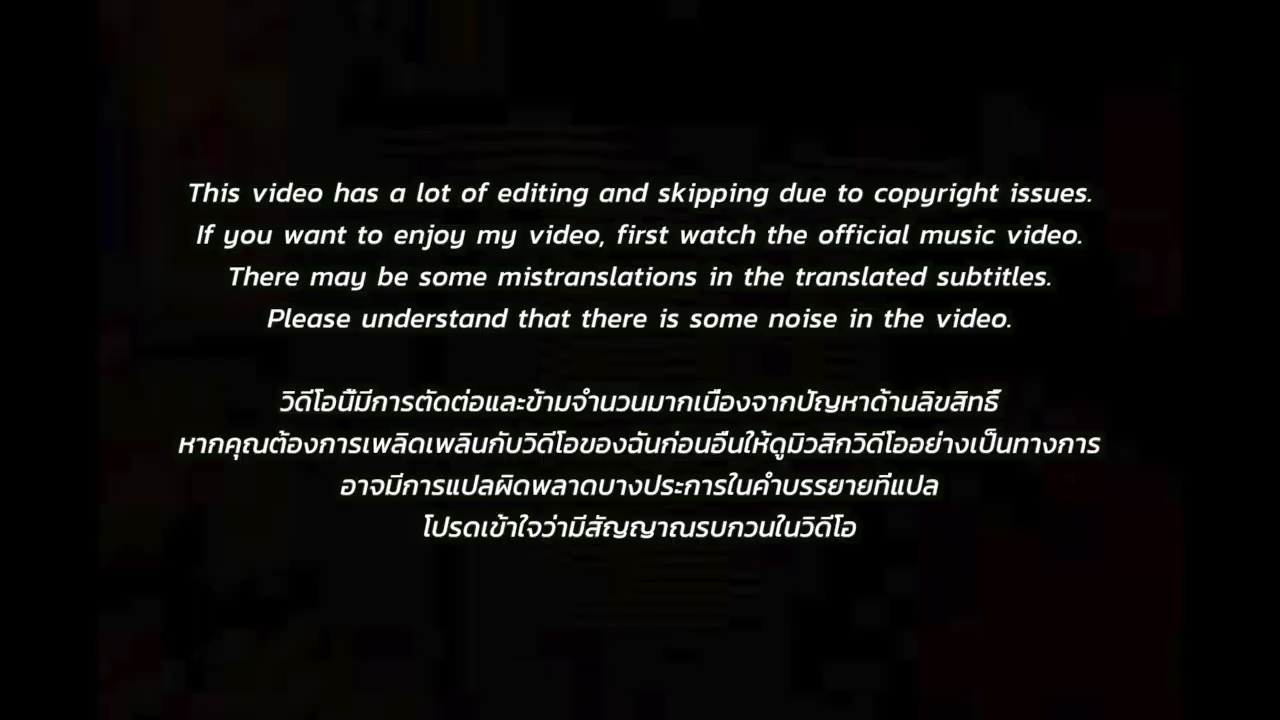 This video has a lot of editing and skipping due to copyright issues.
If you want to enjoy my video, first watch the official music video.
There may be some mistranslations in the translated subtitles.
Please understand that there is some noise in the video.
วิดีโอนี้มีการตัดต่อและข้ามจำนวนมากเนื่องจากปัญหาด้านลิขสิทธิ์
หากคุณต้องการเพลิดเพลินกับวิดีโอของฉันก่อนอื่นให้ดูมิวสิกวิดีโออย่างเป็นทางการ
อาจมีการแปลผิดพลาดบางประการในคำบรรยายที่แปล
โปรดเข้าใจว่ามีสัญญาณรบกวนในวิดีโอ